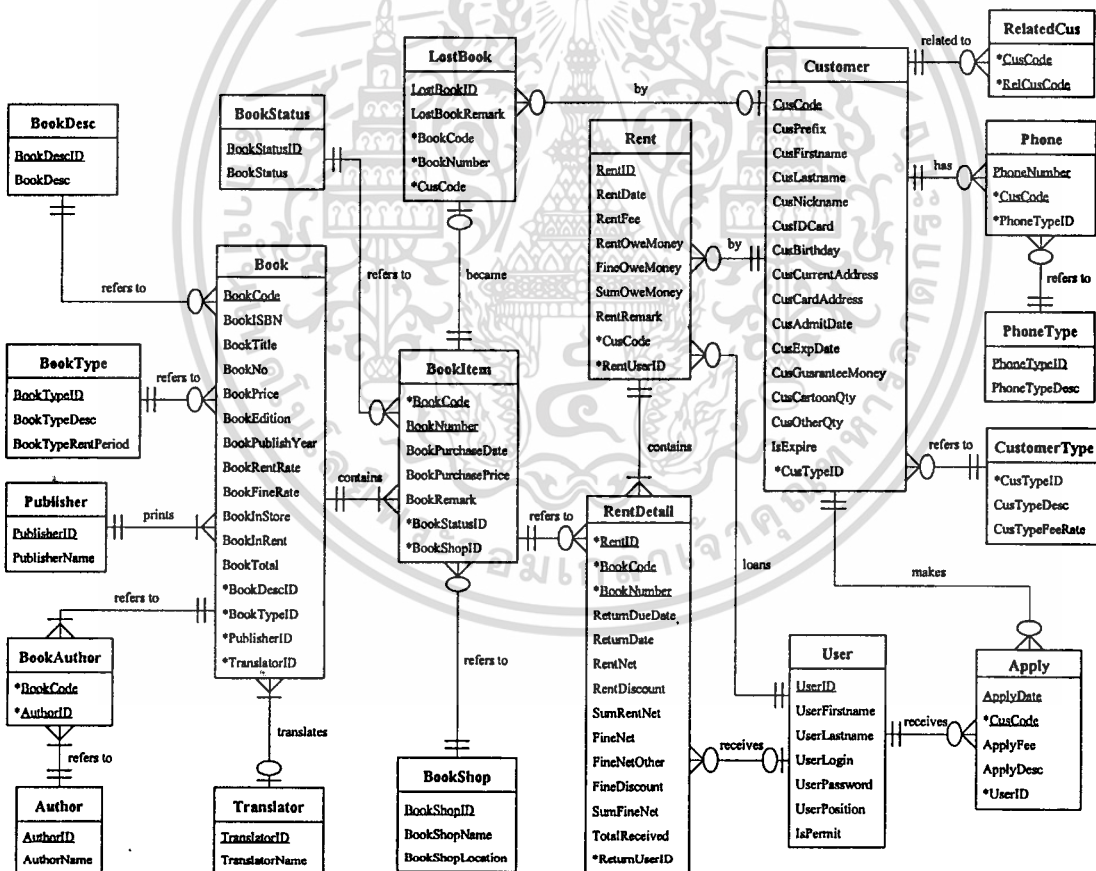 RelatedCus
*CusCode
*RelCusCode
related to
LostBook
LostBookID
LostBookRemark
*BookCode
*BookNumber
*CusCode
by
Customer
CusCode
CusPrefix
CusFirstname
CusLastname
CusNickname
CusIDCard
CusBirthday
CusCurrentAddress
CusCardAddress
CusAdmitDate
CusExpDate
CusGuaranteeMoney
CusCartoonQty
CusOtherQty
IsExpire
*CusTypeID
BookDesc
BookDescID
BookDesc
BookStatus
BookStatusID
BookStatus
Rent
RentID
RentDate
RentFee
RentOweMoney
FineOweMoney
SumOweMoney
RentRemark
*CusCode
*RentUserID
by
has
Phone
PhoneNumber
*CusCode
*PhoneTypeID
refers to
PhoneType
PhoneTypeID
PhoneTypeDesc
refers to
refers to
became
Book
BookCode
BookISBN
BookTitle
BookNo
BookPrice
BookEdition
BookPublishYear
BookRentRate
BookFineRate
BookInStore
BookInRent
BookTotal
*BookDescID
*BookTypeID
*PublisherID
*TranslatorID
BookType
BookTypeID
BookTypeDesc
BookTypeRentPeriod
refers to
BookItem
*BookCode
BookNumber
BookPurchaseDate
BookPurchasePrice
BookRemark
*BookStatusID
*BookShopID
contains
contains
refers to
CustomerType
*CusTypeID
CusTypeDesc
CusTypeFeeRate
Publisher
PublisherID
PublisherName
prints
refers to
RentDetail
*RentID
*BookCode
*BookNumber
ReturnDueDate
ReturnDate
RentNet
RentDiscount
SumRentNet
FineNet
FineNetOther
FineDiscount
SumFineNet
TotalReceived
*ReturnUserID
loans
makes
refers to
BookAuthor
*BookCode
*AuthorID
refers to
translates
refers to
User
UserID
UserFirstname
UserLastname
UserLogin
UserPassword
UserPosition
IsPermit
receives
receives
Apply
ApplyDate
*CusCode
ApplyFee
ApplyDesc
*UserID
Author
AuthorID
AuthorName
Translator
TranslatorID
TranslatorName
BookShop
BookShopID
BookShopName
BookShopLocation